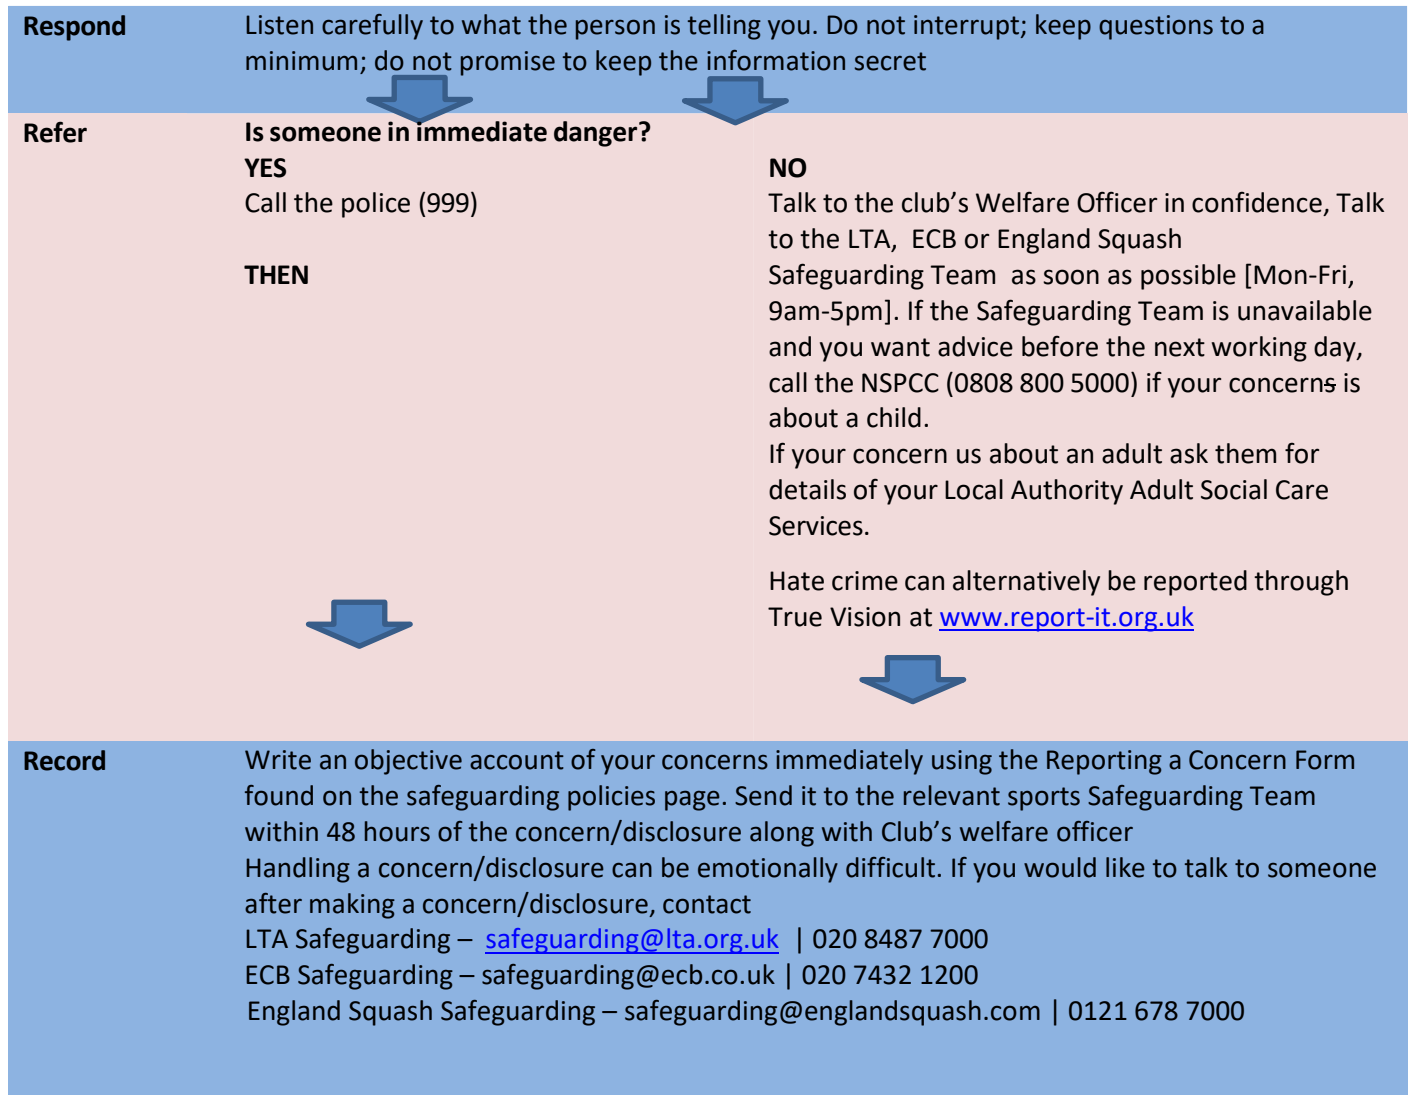 Respond
Listen carefully to what the person is telling you. Do not interrupt; keep questions to a
minimum; do not promise to keep the information secret
Refer
Is someone in immediate danger?
YES
Call the police (999)
THEN
NO
Talk to the club’s Welfare Officer in confidence, Talk
to the LTA,  ECB or England Squash
Safeguarding Team  as soon as possible [Mon-Fri,
9am-5pm]. If the Safeguarding Team is unavailable
and you want advice before the next working day,
call the NSPCC (0808 800 5000) if your concerns is
about a child.
If your concern us about an adult ask them for
details of your Local Authority Adult Social Care
Services.
Hate crime can alternatively be reported through
True Vision at www.report-it.org.uk
Record
Write an objective account of your concerns immediately using the Reporting a Concern Form
found on the safeguarding policies page. Send it to the relevant sports Safeguarding Team
within 48 hours of the concern/disclosure along with Club’s welfare officer
Handling a concern/disclosure can be emotionally difficult. If you would like to talk to someone
after making a concern/disclosure, contact
LTA Safeguarding – safeguarding@lta.org.uk | 020 8487 7000
ECB Safeguarding – safeguarding@ecb.co.uk | 020 7432 1200
England Squash Safeguarding – safeguarding@englandsquash.com | 0121 678 7000